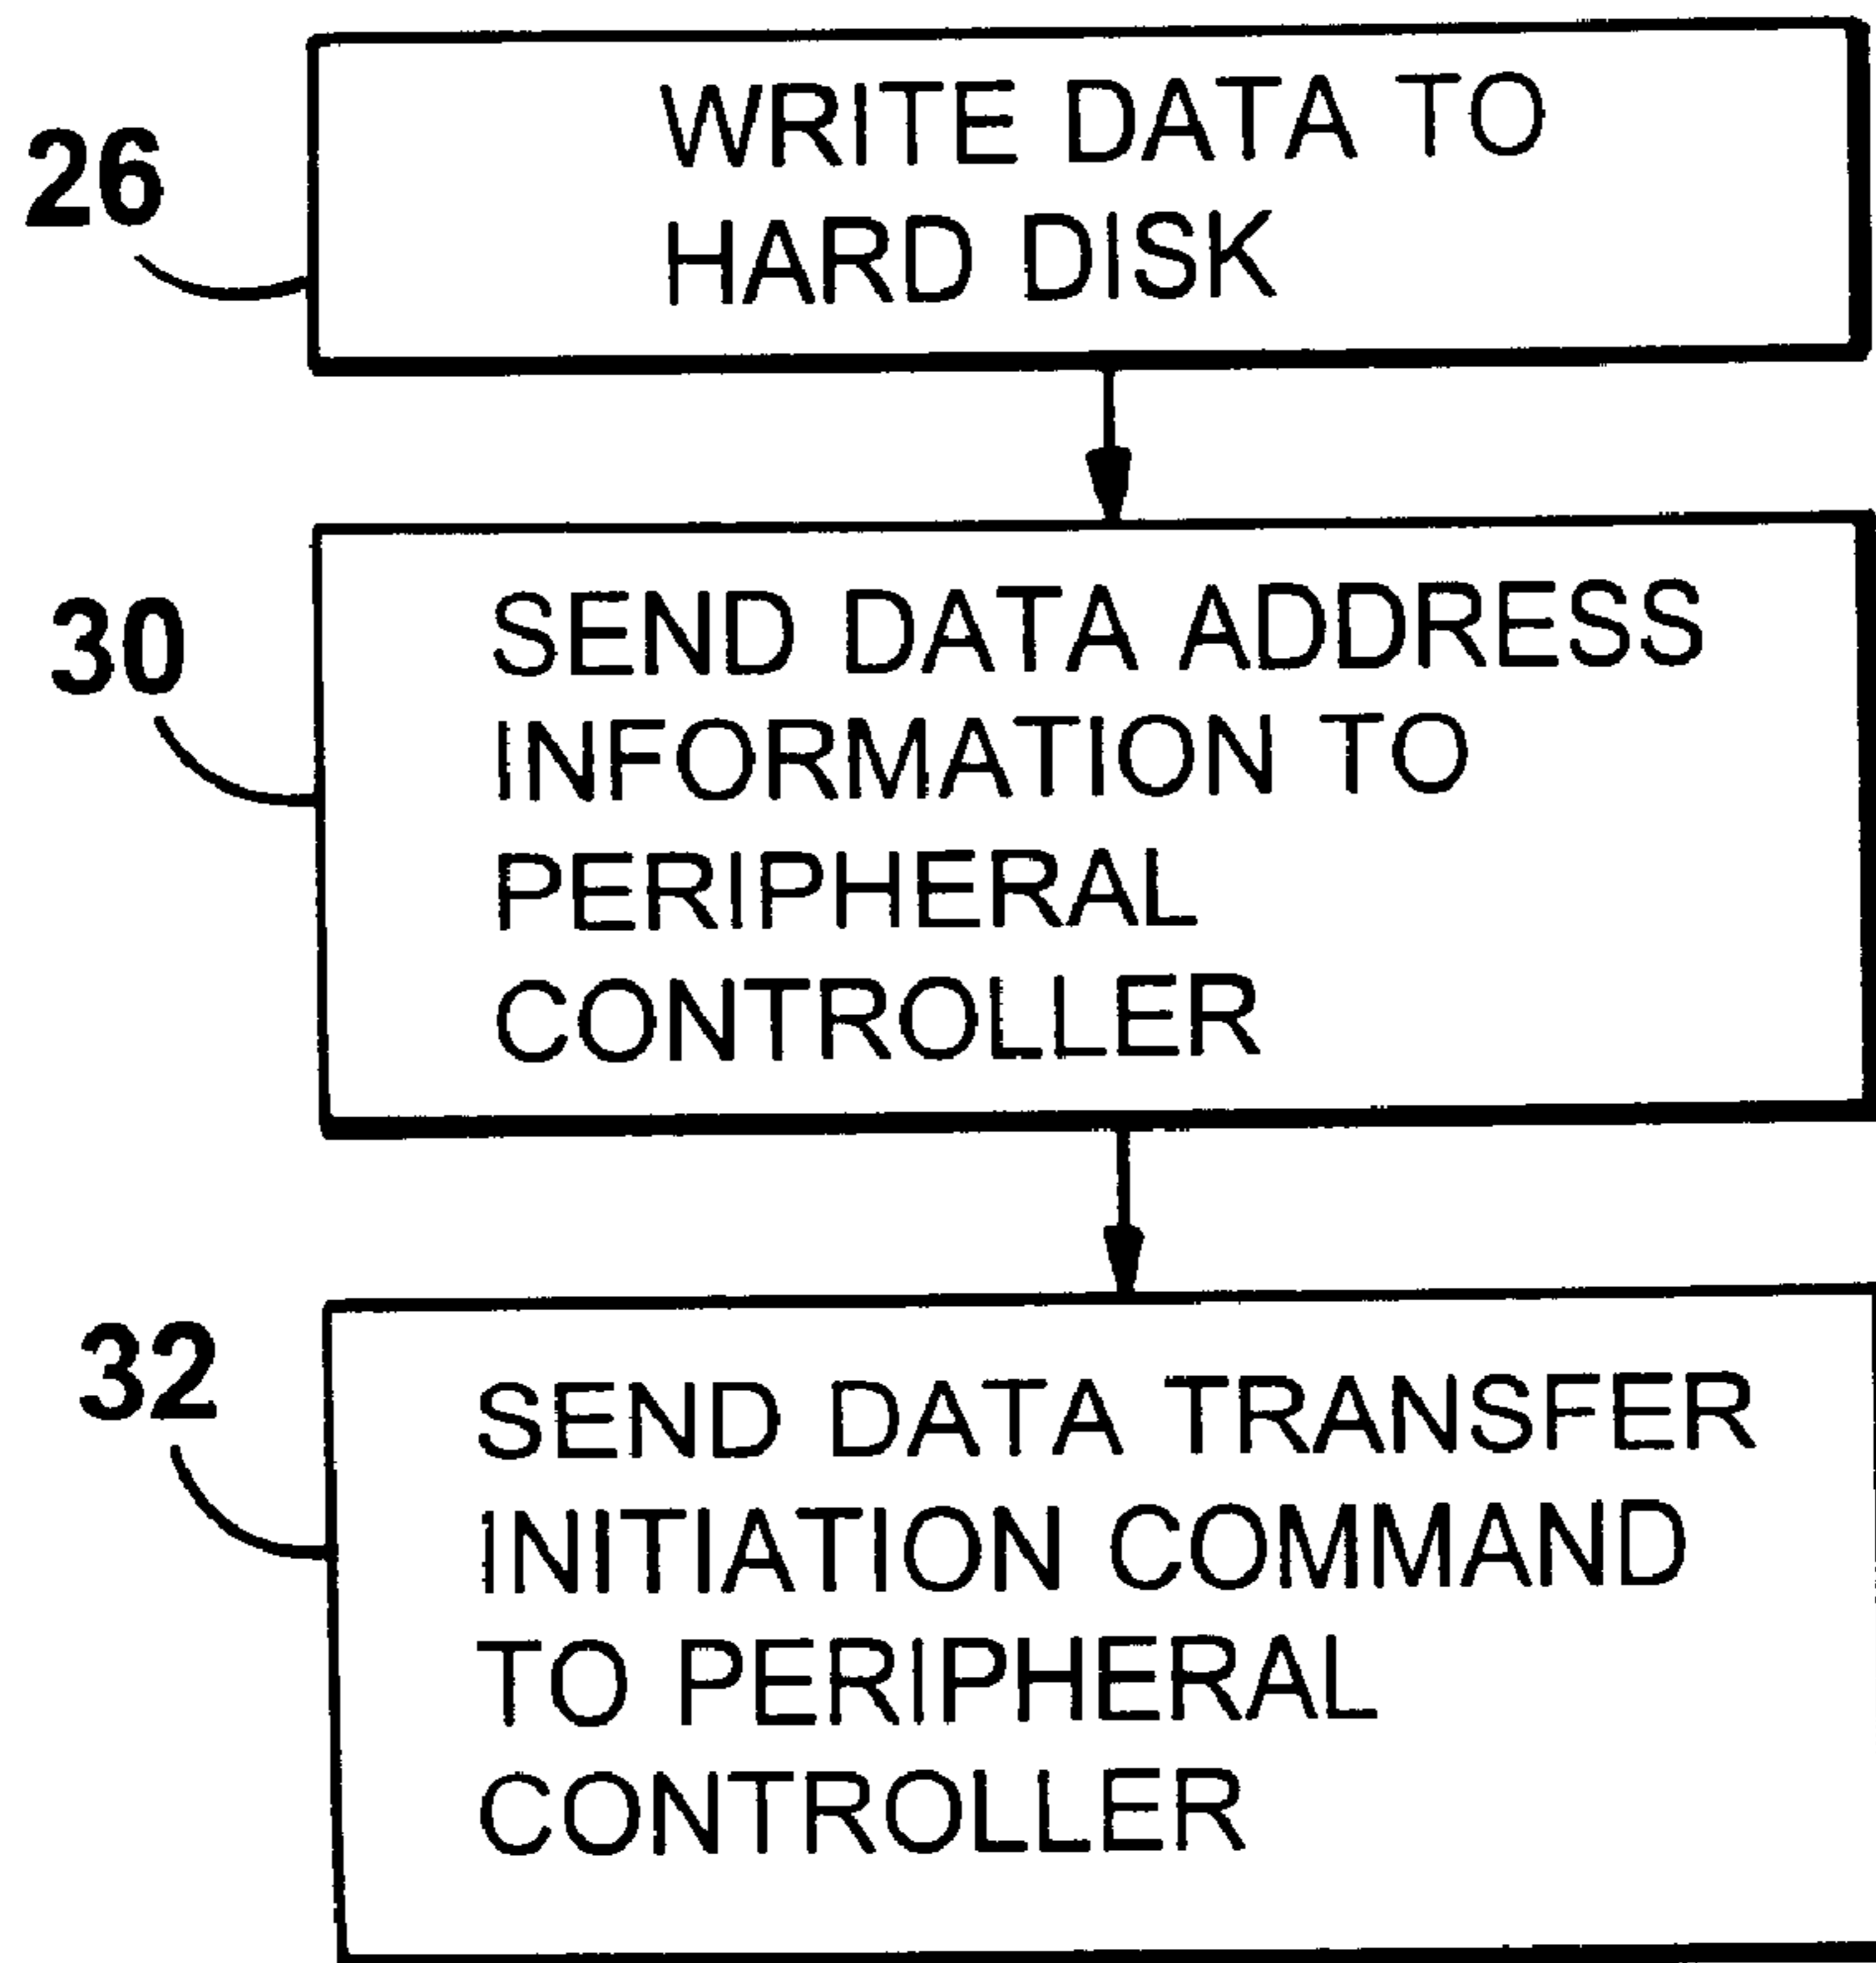 26
WRITE DATA TO
HARD DISK
30
SEND DATA ADDRESS
INFORMATION TO
PERIPHERAL
CONTROLLER
32
SEND DATA TRANSFER
INITIATION COMMAND
TO PERIPHERAL
CONTROLLER